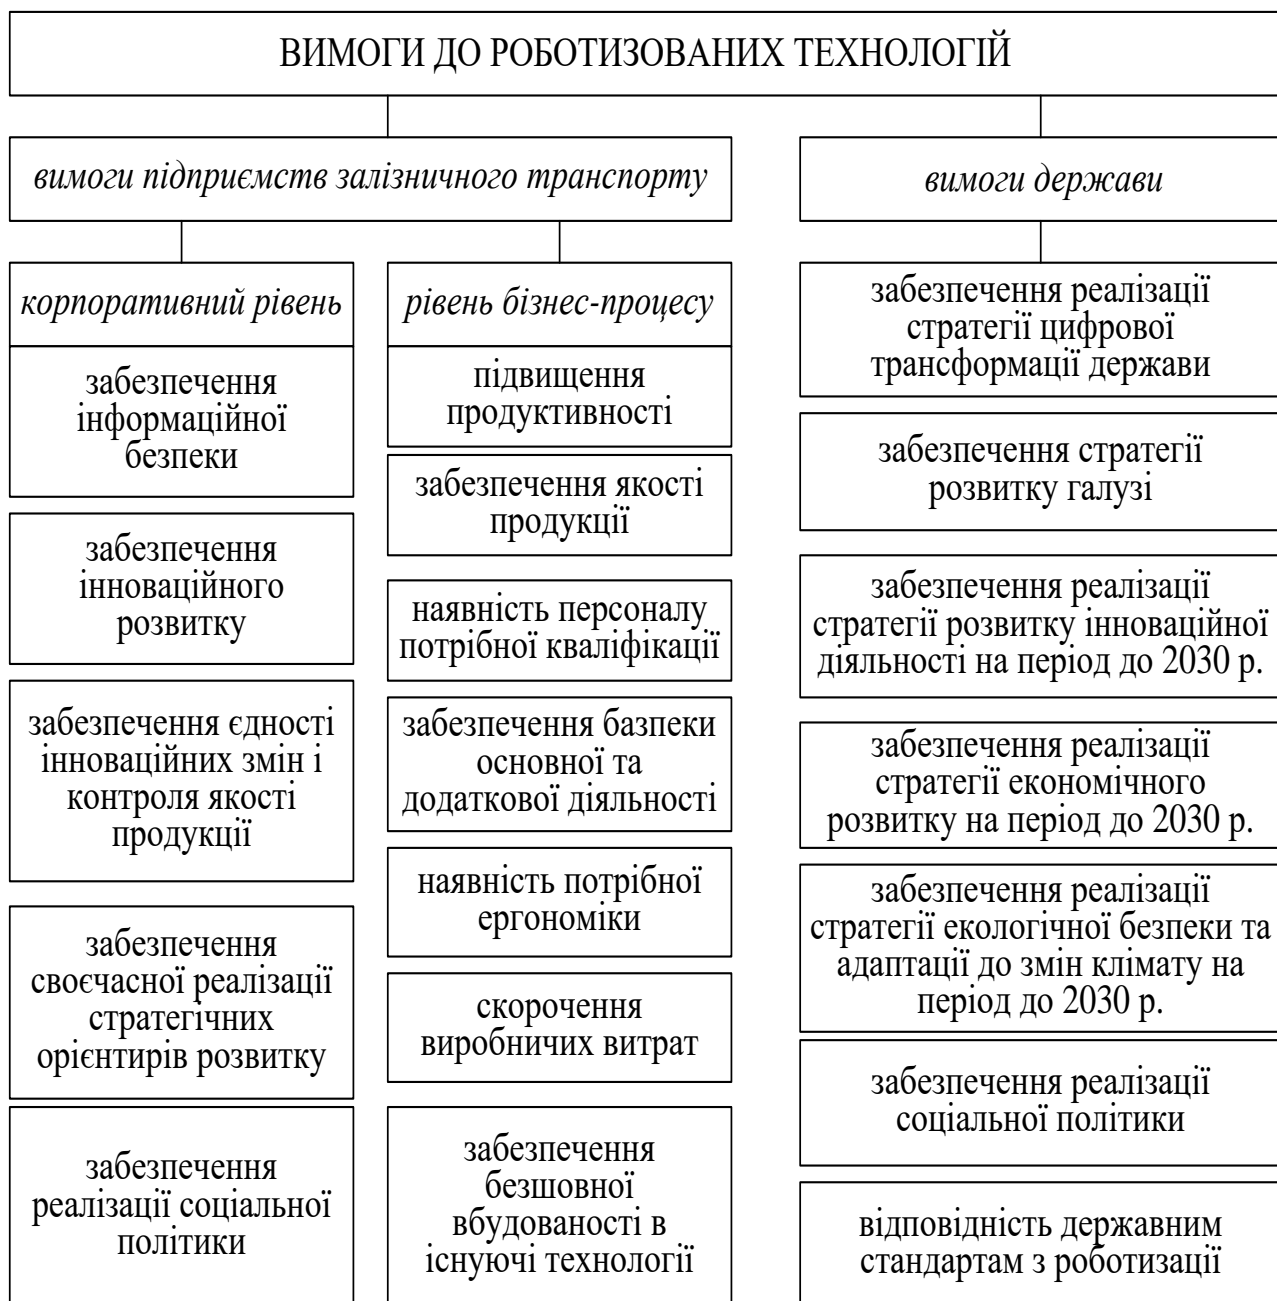 ВИМОГИ ДО РОБОТИЗОВАНИХ ТЕХНОЛОГІЙ
вимоги підприємств залізничного транспорту
вимоги держави
корпоративний рівень
забезпечення
інформаційної
безпеки
забезпечення
інноваційного
розвитку
забезпечення єдності
інноваційних змін і
контроля якості
продукції
забезпечення
своєчасної реалізації
стратегічних
орієнтирів розвитку
забезпечення
реалізації соціальної
політики
рівень бізнес-процесу
підвищення
продуктивності
забезпечення якості
продукції
наявність персоналу
потрібної кваліфікації
забезпечення базпеки
основної та
додаткової діяльності
наявність потрібної
ергономіки
скорочення
виробничих витрат
забезпечення
безшовної
вбудованості в
існуючі технології
забезпечення реалізації
стратегії цифрової
трансформації держави
забезпечення стратегії
розвитку галузі
забезпечення реалізації
стратегії розвитку інноваційної
діяльності на період до 2030 р.
забезпечення реалізації
стратегії економічного
розвитку на період до 2030 р.
забезпечення реалізації
стратегії екологічної безпеки та
адаптації до змін клімату на
період до 2030 р.
забезпечення реалізації
соціальної політики
відповідність державним
стандартам з роботизації